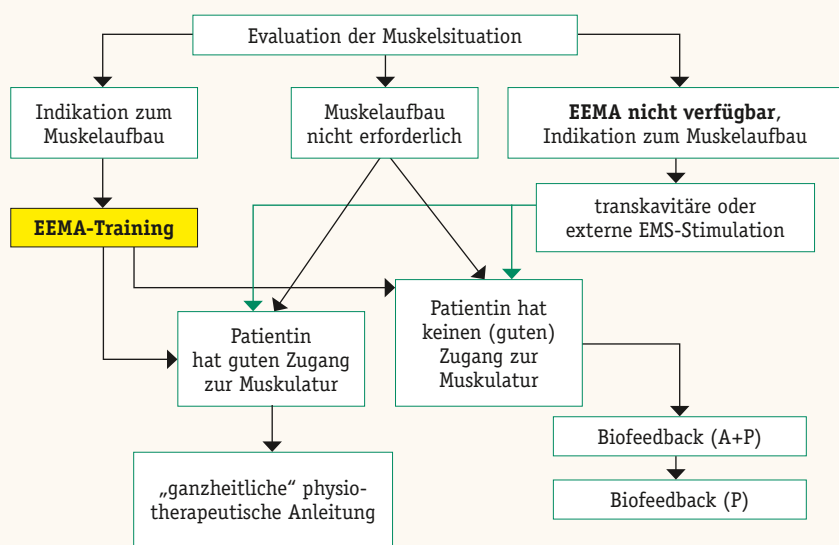 Evaluation der Muskelsituation
Indikation zum
Muskelaufbau
Muskelaufbau
nicht erforderlich
EEMA nicht verfügbar,
Indikation zum Muskelaufbau
EEMA-Training
transkavitäre oder
externe EMS-Stimulation
Patientin
hat guten Zugang
zur Muskulatur
Patientin hat
keinen (guten)
Zugang zur
Muskulatur
Biofeedback (A+P)
„ganzheitliche“ physio-
therapeutische Anleitung
Biofeedback (P)